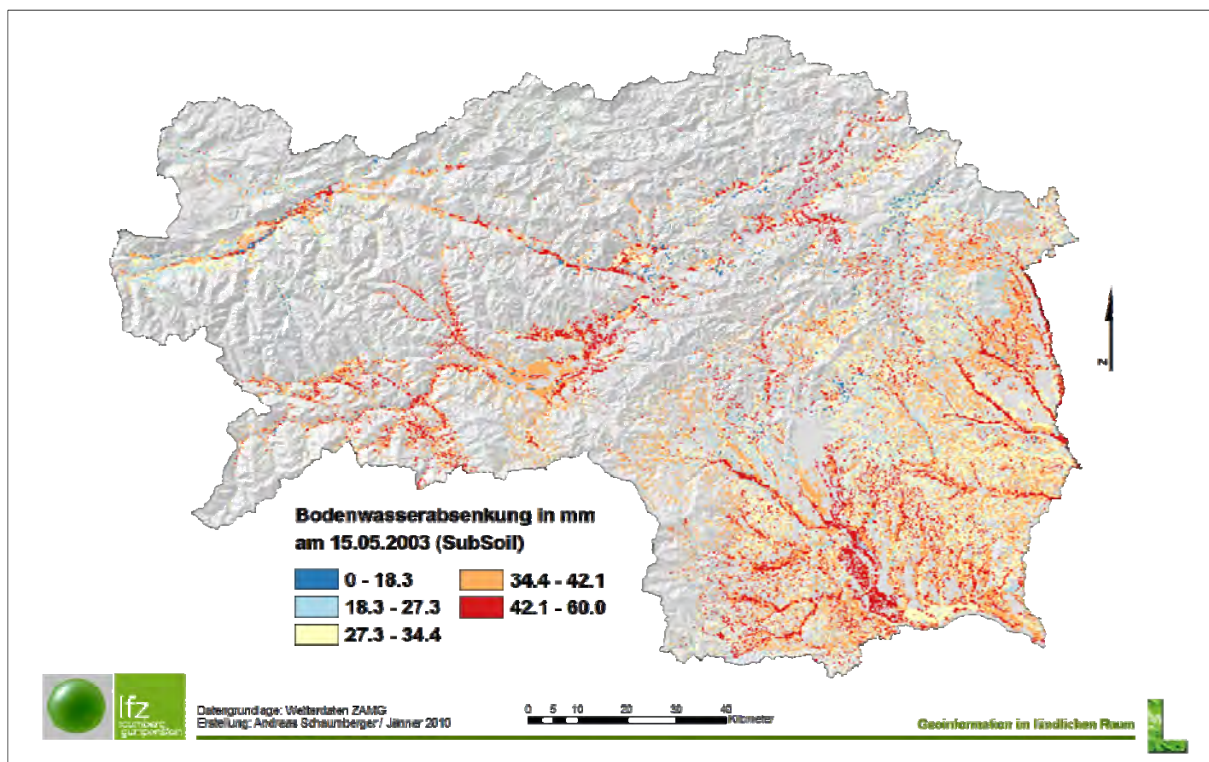 N
Bodenwasserabsenkung in mm
am 15.05.2003 (SubSoil)
0 - 18.3
34.4 - 42.1
18.3 - 27.3
42.1 - 60.0
27.3 - 34.4
lfz
raumberg
gumpenstein
Datengrundlage: Wetterdaten ZAMG
Erstellung: Andreas Schaumberger / Jänner 2010
0 5 10 20 30 40
Kilometer
Geoinformation im ländlichen Raum